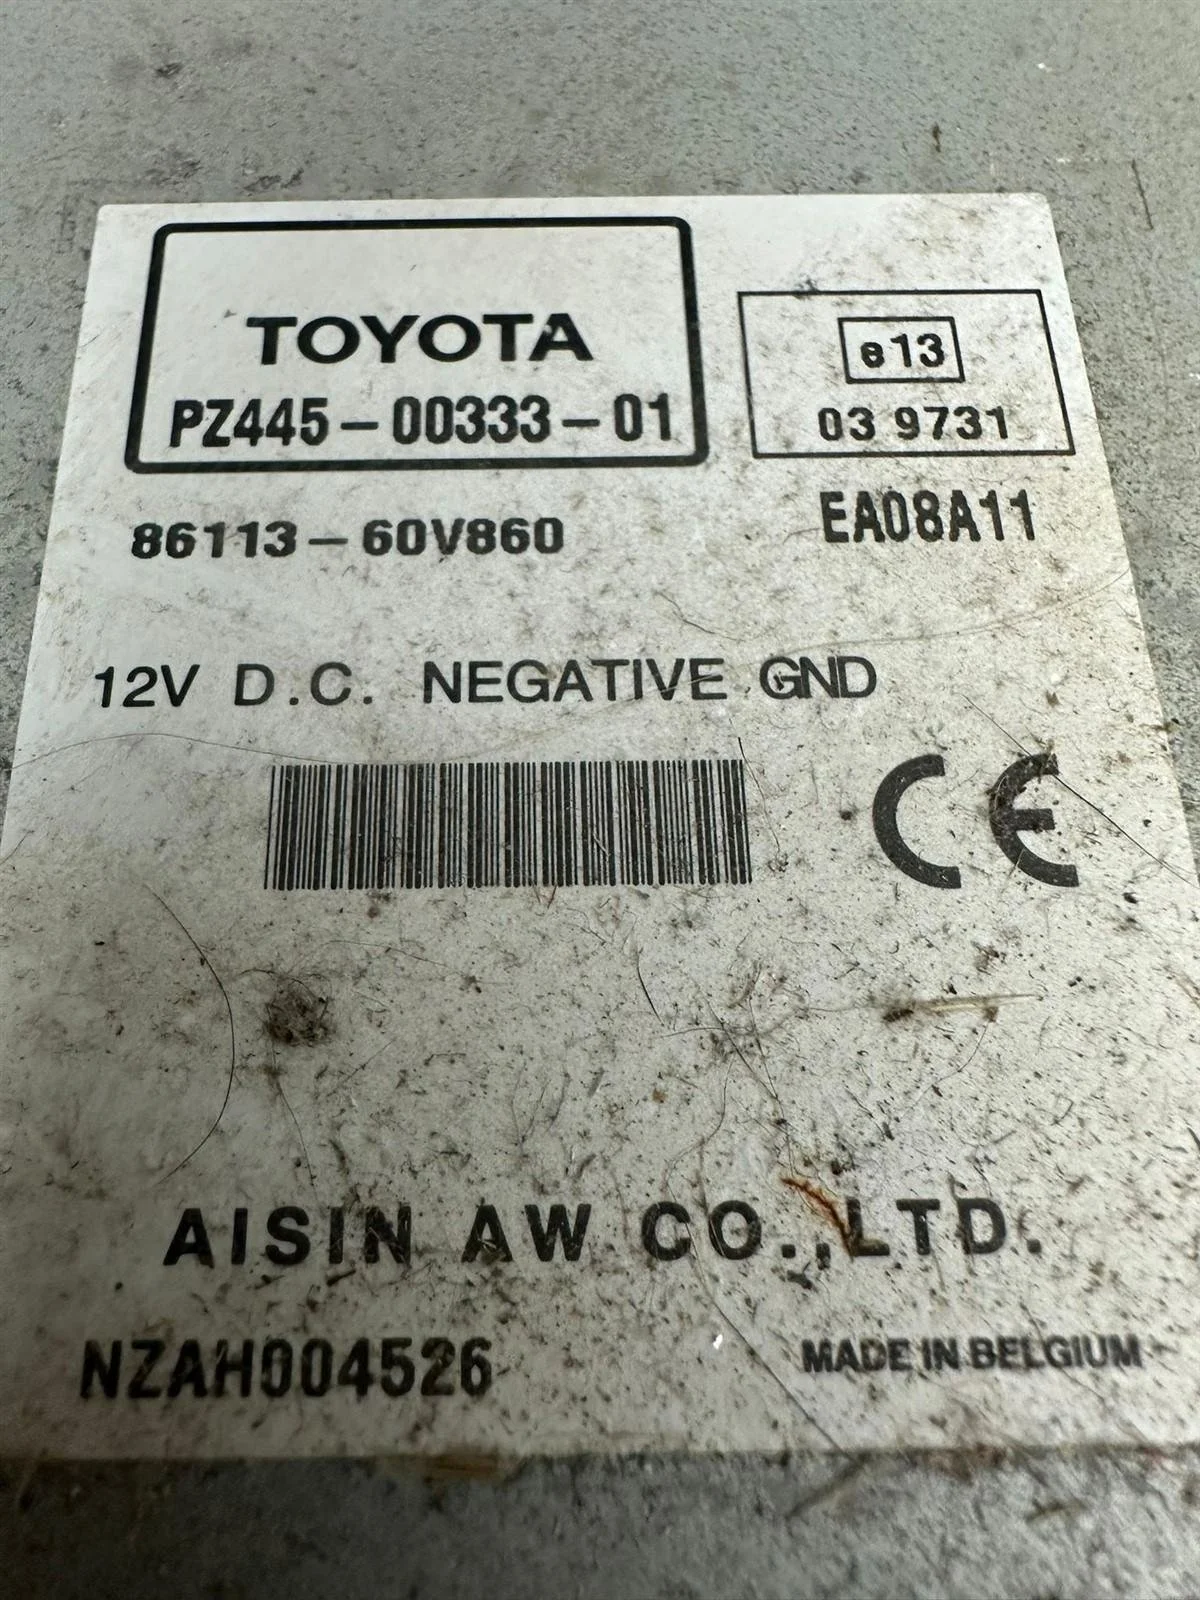 TOYOTA
PZ445-00333-01
e13
03 9731
86113-60V860
EA08A11
12V D.C. NEGATIVE GND
CE
AISIN AW CO.,LTD.
NZAH004526
MADE IN BELGIUM